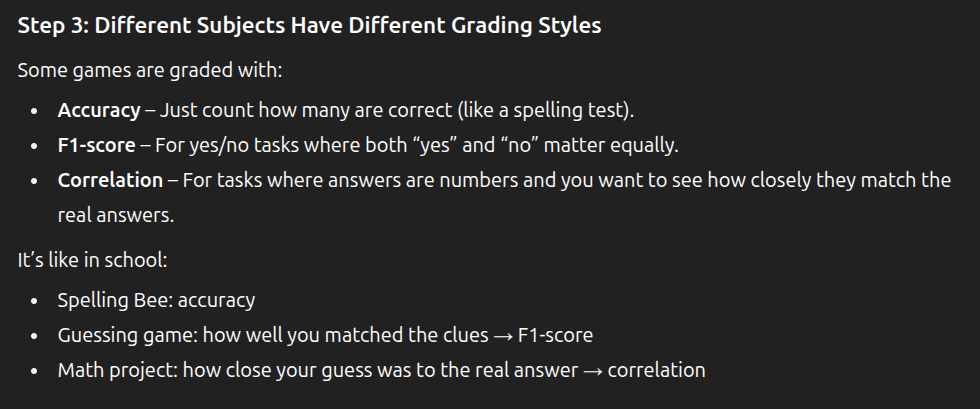 Step 3: Different Subjects Have Different Grading Styles
Some games are graded with:
• Accuracy – Just count how many are correct (like a spelling test).
• F1-score – For yes/no tasks where both “yes” and “no” matter equally.
• Correlation – For tasks where answers are numbers and you want to see how closely they match the
real answers.
It’s like in school:
• Spelling Bee: accuracy
• Guessing game: how well you matched the clues → F1-score
• Math project: how close your guess was to the real answer → correlation